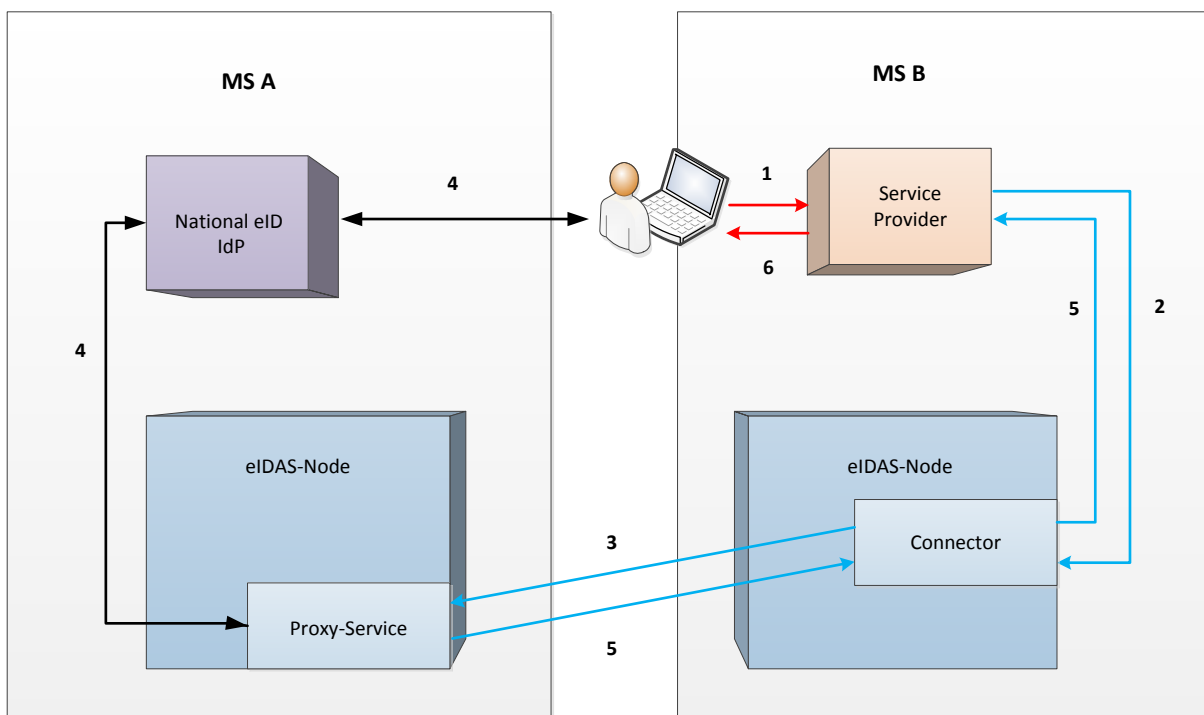 MS A
MS B
4
1
National eID
IdP
Service
Provider
6
5
2
4
eIDAS-Node
eIDAS-Node
3
Connector
Proxy-Service
5